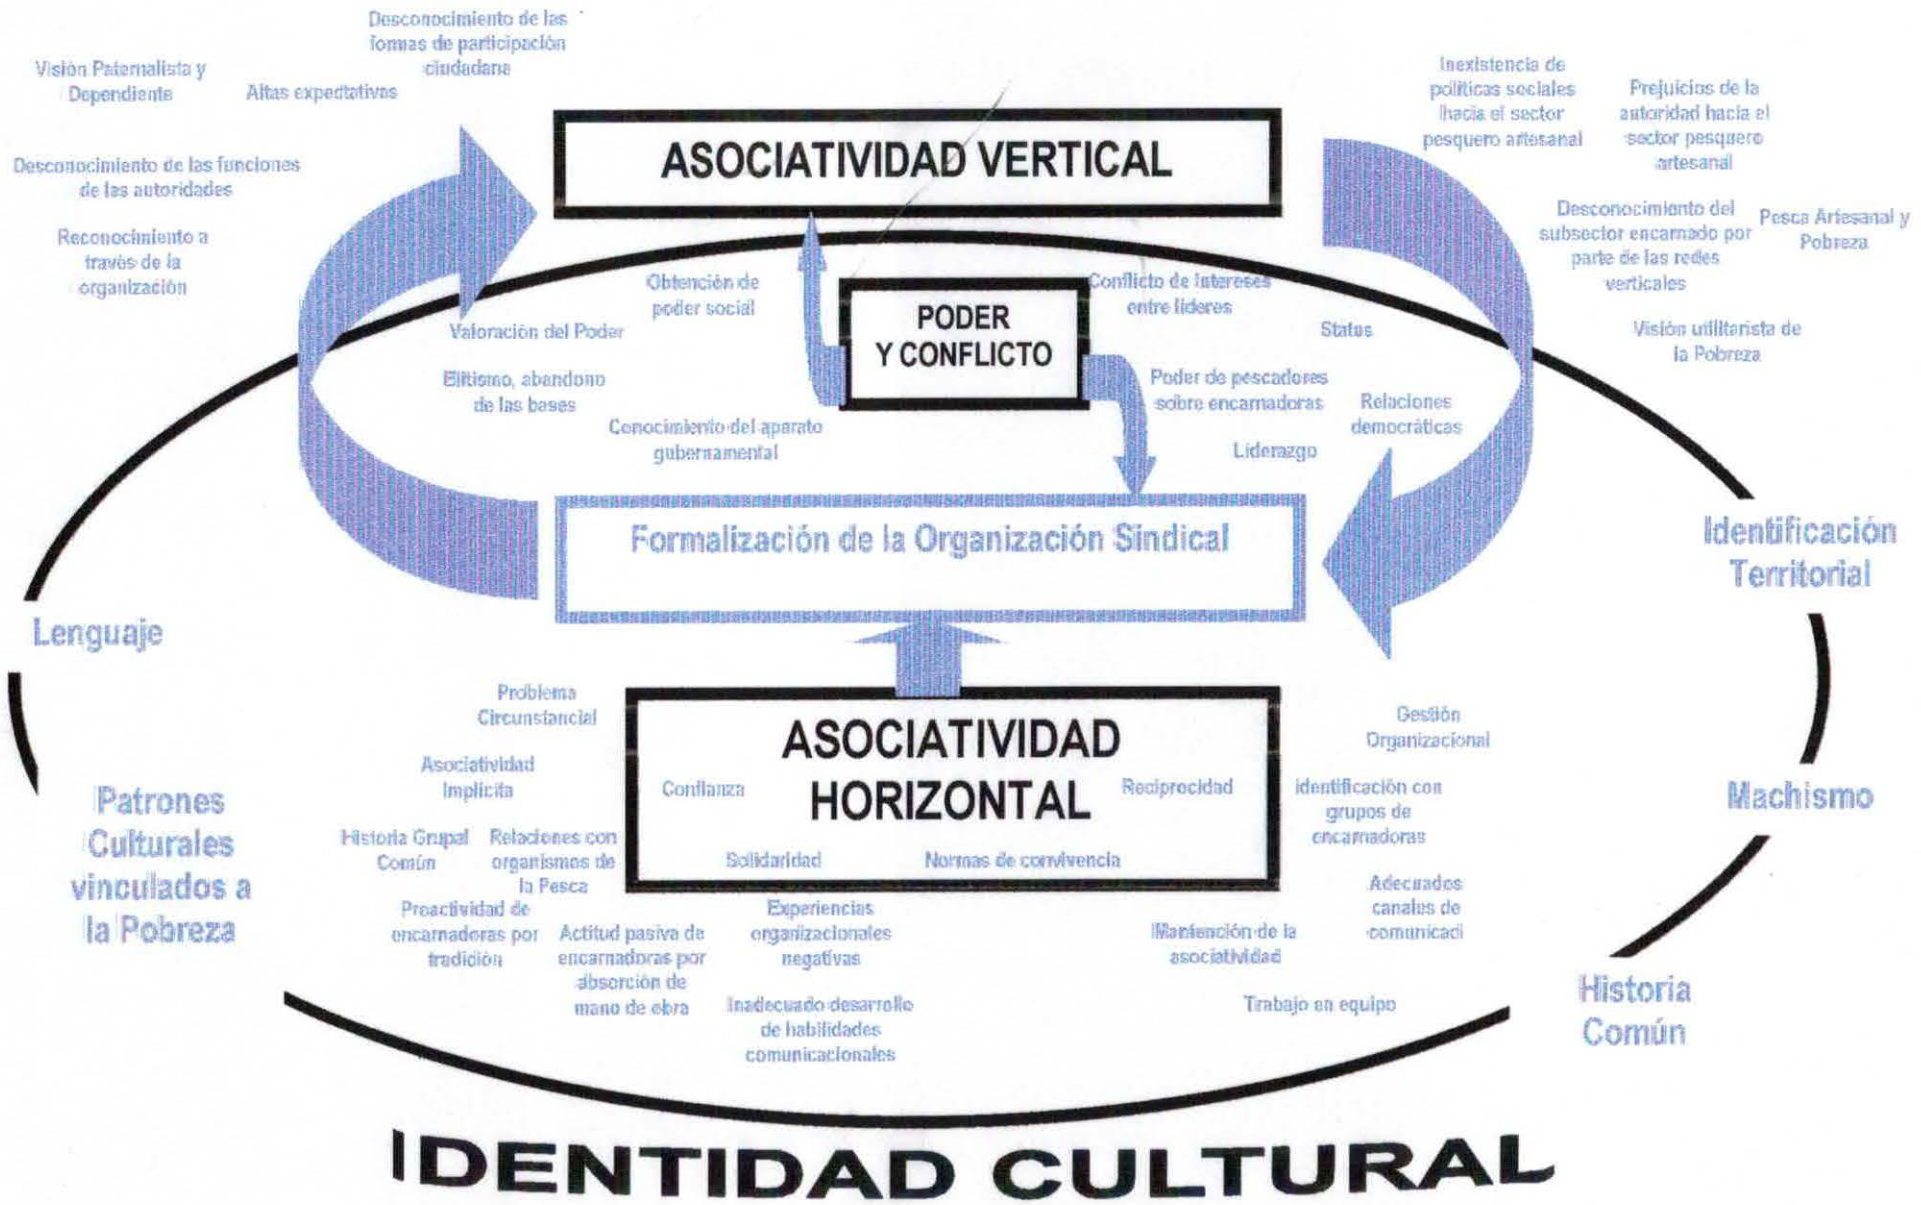 Desconocimiento de las
formas de participación
ciudadana
Visión Paternalista y
Dependiente
Altas expectativas
Desconocimiento de las funciones
de las autoridades
Reconocimiento a
través de la
organización
Inexistencia de
políticas sociales
hacia el sector
pesquero artesanal
Prejuicios de la
autoridad hacia el
sector pesquero
artesanal
Desconocimiento del
subsector encarnado por
parte de las redes
verticales
Pesca Artesanal y
Pobreza
Visión utilitarista de
la Pobreza
ASOCIATIVIDAD VERTICAL
Obtención de
poder social
Valoración del Poder
Elitismo, abandono
de las bases
Conocimiento del aparato
gubernamental
PODER
Y CONFLICTO
Conflicto de intereses
entre líderes
Status
Poder de pescadores
sobre encarnadoras
Relaciones
democráticas
Liderazgo
Formalización de la Organización Sindical
Identificación
Territorial
Lenguaje
Problema
Circunstancial
Asociatividad
Implícita
Historia Grupal
Común
Relaciones con
organismos de
la Pesca
Proactividad de
encarnadoras por
tradición
Actitud pasiva de
encarnadoras por
absorción de
mano de obra
ASOCIATIVIDAD
HORIZONTAL
Confianza
Reciprocidad
Solidaridad
Normas de convivencia
Experiencias
organizacionales
negativas
Inadecuado desarrollo
de habilidades
comunicacionales
Gestión
Organizacional
identificación con
grupos de
encarnadoras
Adecuados
canales de
comunicadi
Mantención de la
asociatividad
Trabajo en equipo
Patrones
Culturales
vinculados a
la Pobreza
Machismo
Historia
Común
IDENTIDAD CULTURAL